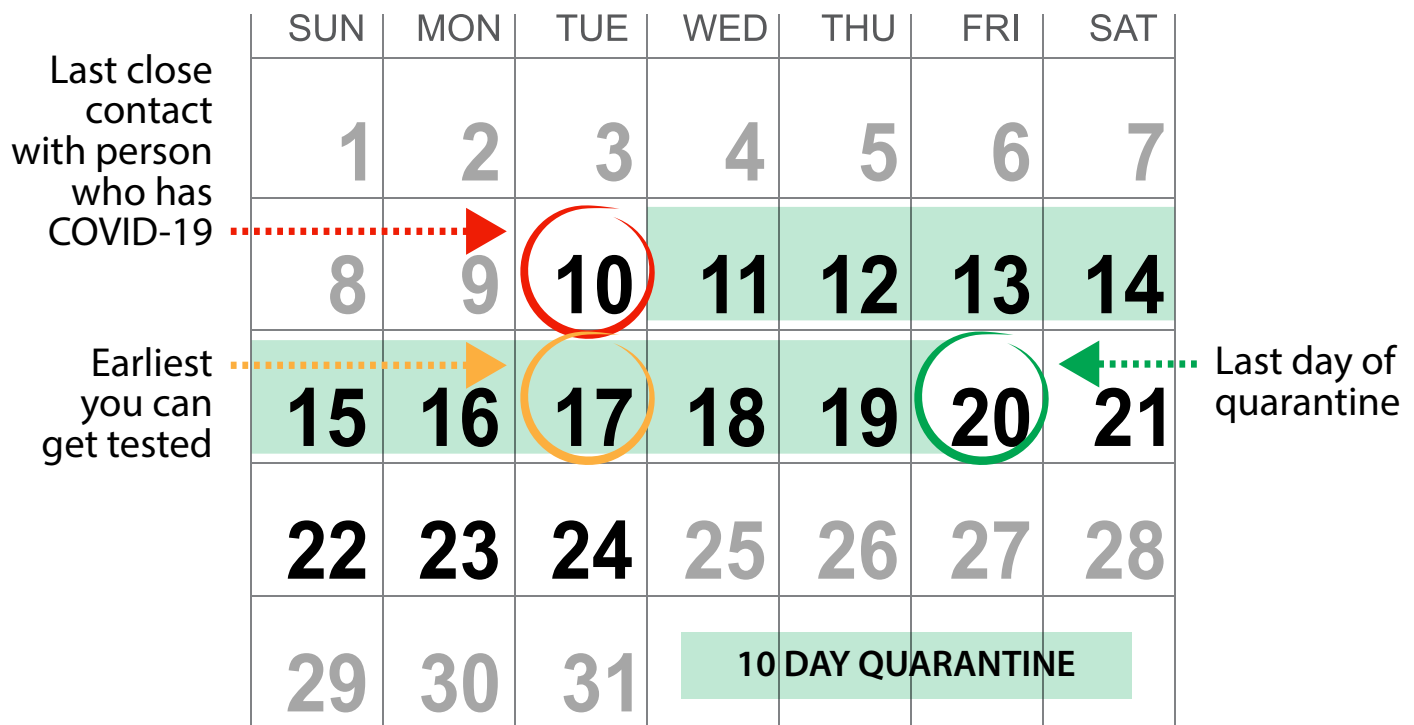 SUN MON TUE WED THU FRI SAT
Last close
contact
with person
who has
COVID-19
1 2 3 4 5 6 7
8 9 10 11 12 13 14
Earliest
you can
get tested
15 16 17 18 19 20 21
Last day of
quarantine
22 23 24 25 26 27 28
29 30 31
10 DAY QUARANTINE